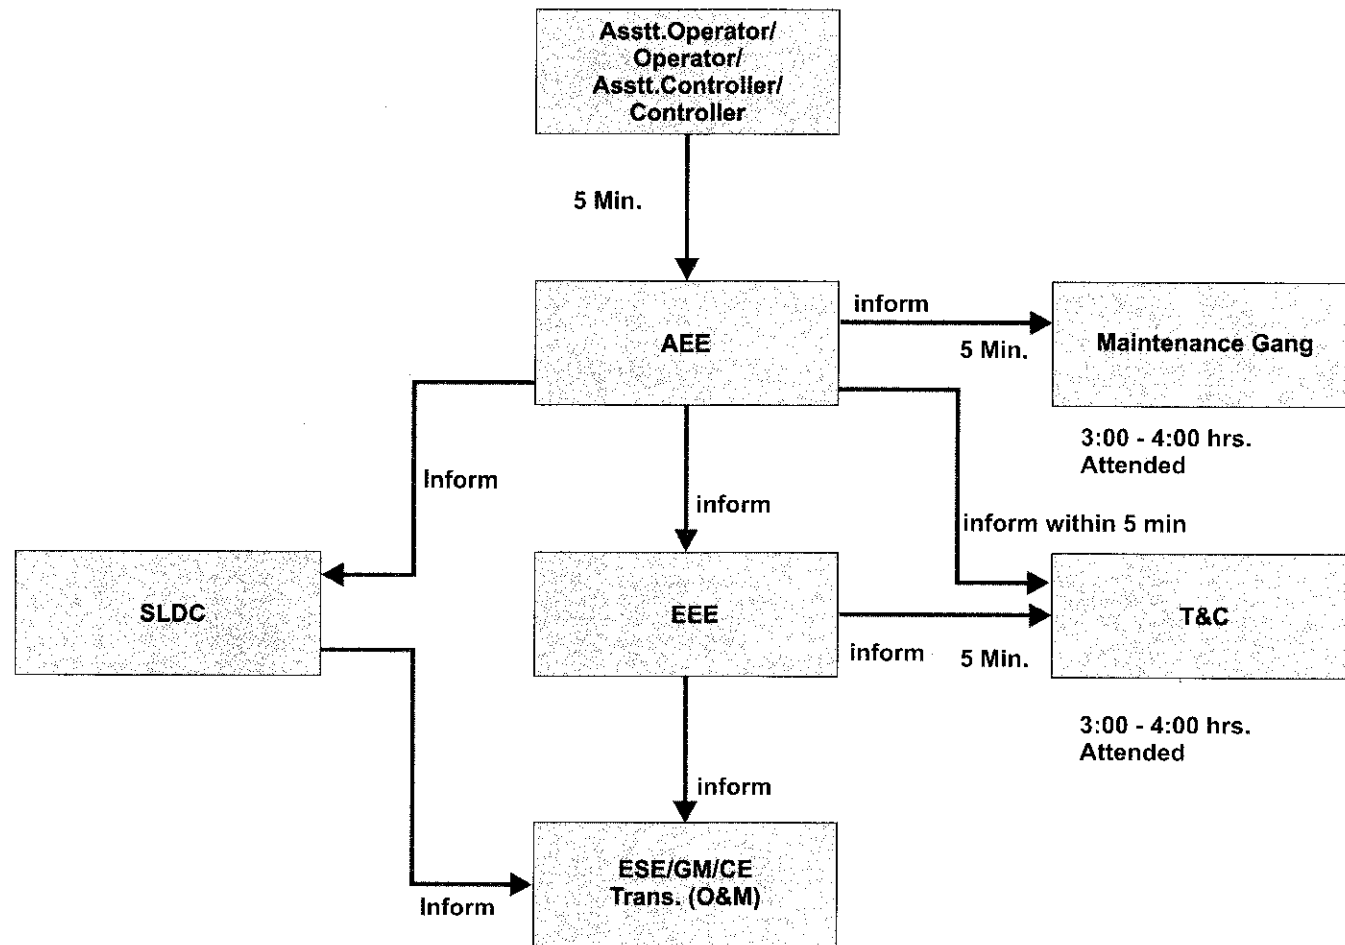 Asstt.Operator/
Operator/
Asstt.Controller/
Controller
5 Min.
AEE
inform
5 Min.
Maintenance Gang
3:00 - 4:00 hrs.
Attended
Inform
inform
inform within 5 min
SLDC
EEE
inform
5 Min.
T&C
3:00 - 4:00 hrs.
Attended
inform
Inform
ESE/GM/CE
Trans. (O&M)